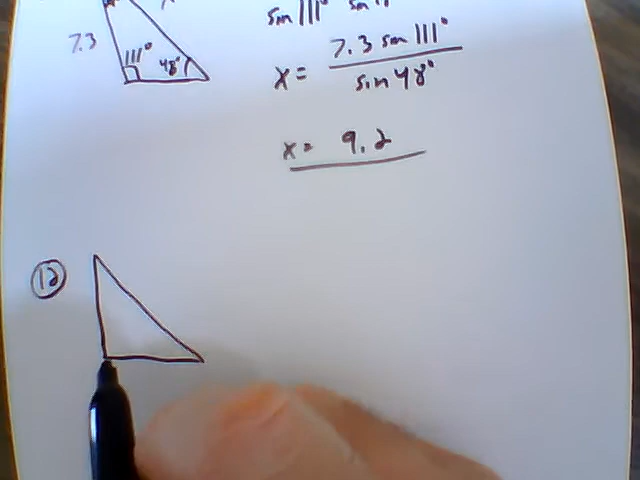 sin 111°
7.3
111°
48°
x = 7.3 sin 111°
sin 48°
x = 9.2
12